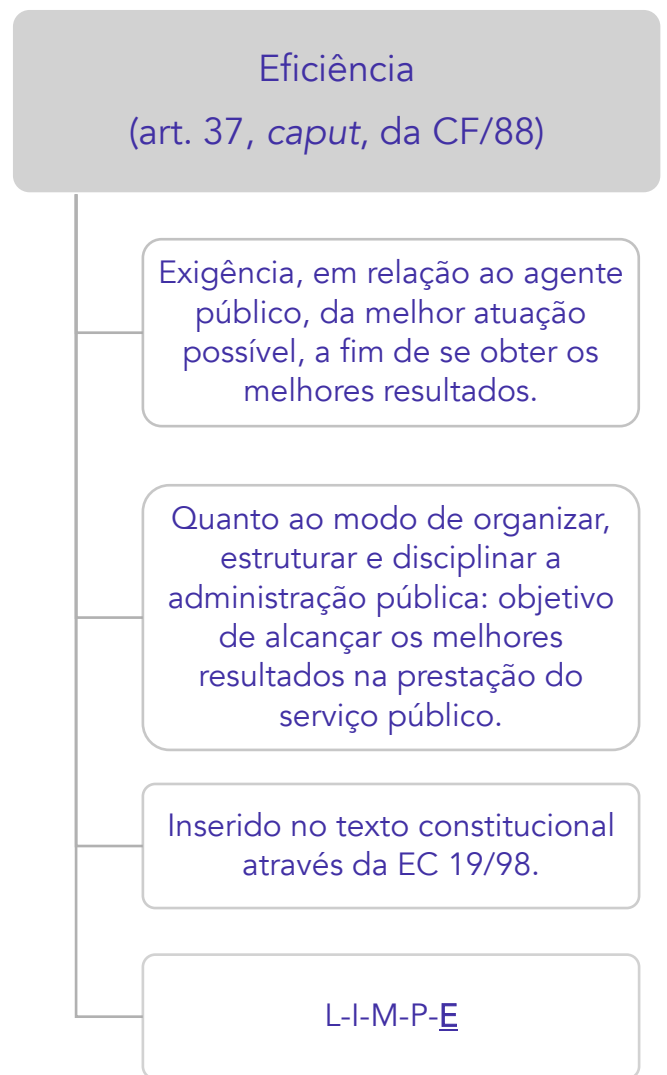 Eficiência
(art. 37, caput, da CF/88)
Exigência, em relação ao agente
público, da melhor atuação
possível, a fim de se obter os
melhores resultados.
Quanto ao modo de organizar,
estruturar e disciplinar a
administração pública: objetivo
de alcançar os melhores
resultados na prestação do
serviço público.
Inserido no texto constitucional
através da EC 19/98.
L-I-M-P-E